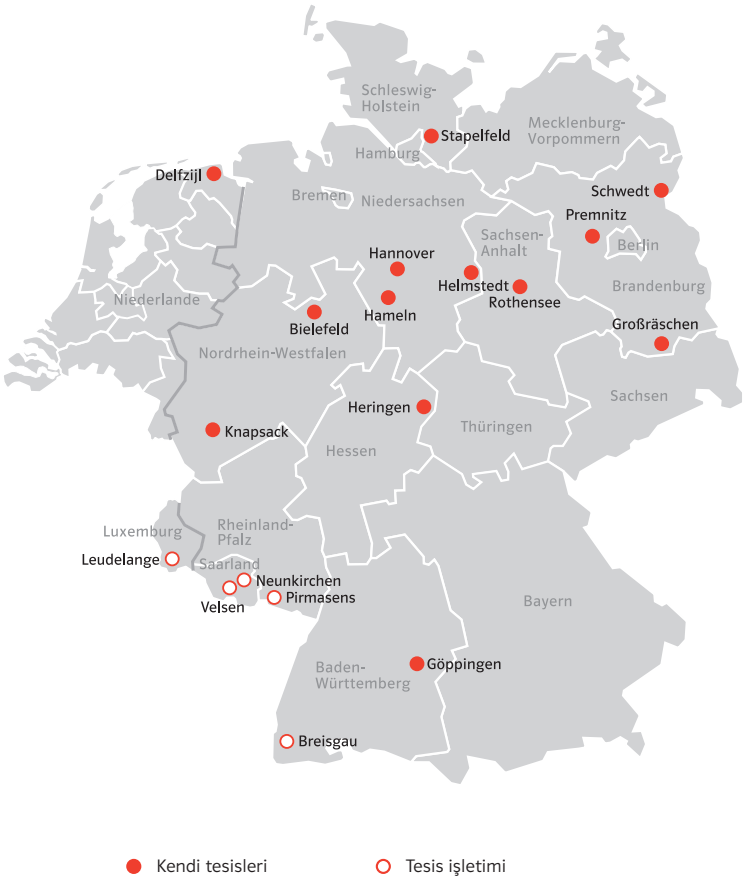 Schleswig-
Holstein
Mecklenburg-
Vorpommern
Stapelfeld
Hamburg
Delfzijl
Schwedt
Bremen
Niedersachsen
Premnitz
Sachsen-
Anhalt
Berlin
Hannover
Helmstedt
Brandenburg
Niederlande
Rothensee
Hameln
Bielefeld
Großräschen
Nordrhein-Westfalen
Sachsen
Heringen
Thüringen
Knapsack
Hessen
Luxemburg
Rheinland-
Pfalz
Leudelange
Saarland
Neunkirchen
Velsen
Pirmasens
Bayern
Göppingen
Baden-
Württemberg
Breisgau
Kendi tesisleri
Tesis işletimi